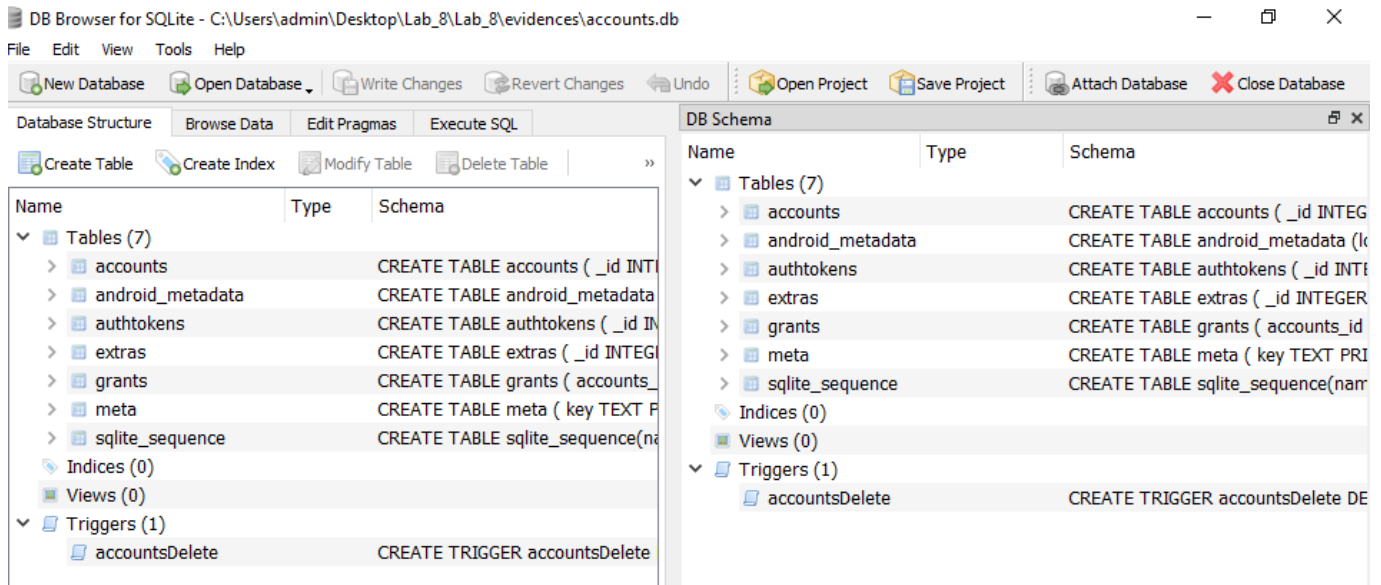 DB Browser for SQLite - C:\Users\admin\Desktop\Lab_8\Lab_8\evidences\accounts.db
File Edit View Tools Help
New Database Open Database Write Changes Revert Changes Undo Open Project Save Project Attach Database Close Database
Database Structure Browse Data Edit Pragmas Execute SQL
Create Table Create Index Modify Table Delete Table »
Name Type Schema
Tables (7)
accounts CREATE TABLE accounts ( _id INTI
android_metadata CREATE TABLE android_metadata
authtokens CREATE TABLE authtokens ( _id IN
extras CREATE TABLE extras ( _id INTEGI
grants CREATE TABLE grants ( accounts_
meta CREATE TABLE meta ( key TEXT P
sqlite_sequence CREATE TABLE sqlite_sequence(na
Indices (0)
Views (0)
Triggers (1)
accountsDelete CREATE TRIGGER accountsDelete
DB Schema
Name Type Schema
Tables (7)
accounts CREATE TABLE accounts ( _id INTEG
android_metadata CREATE TABLE android_metadata (lo
authtokens CREATE TABLE authtokens ( _id INTE
extras CREATE TABLE extras ( _id INTEGER
grants CREATE TABLE grants ( accounts_id
meta CREATE TABLE meta ( key TEXT PRI
sqlite_sequence CREATE TABLE sqlite_sequence(nam
Indices (0)
Views (0)
Triggers (1)
accountsDelete CREATE TRIGGER accountsDelete DE